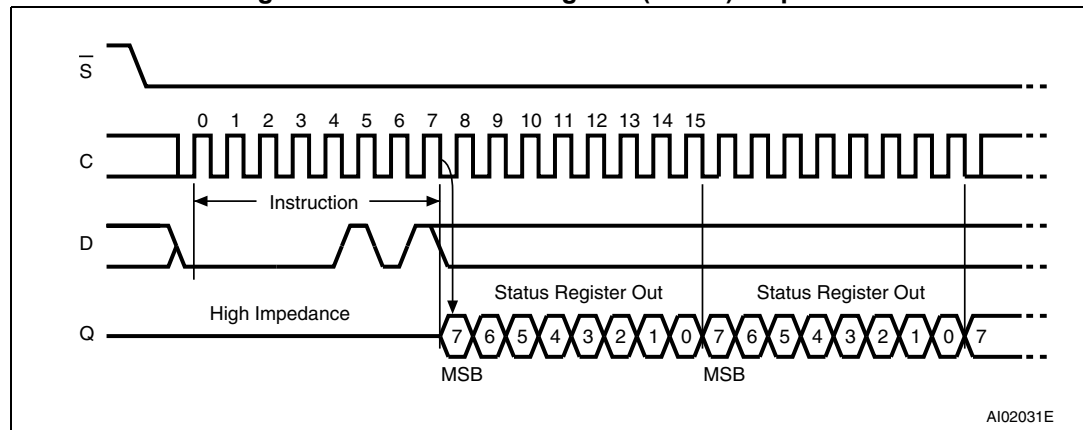 S
0 1 2 3 4 5 6 7 8 9 10 11 12 13 14 15
C
Instruction
D
Status Register Out Status Register Out
High Impedance
Q 7 6 5 4 3 2 1 0 7 6 5 4 3 2 1 0 7
MSB MSB
AI02031E